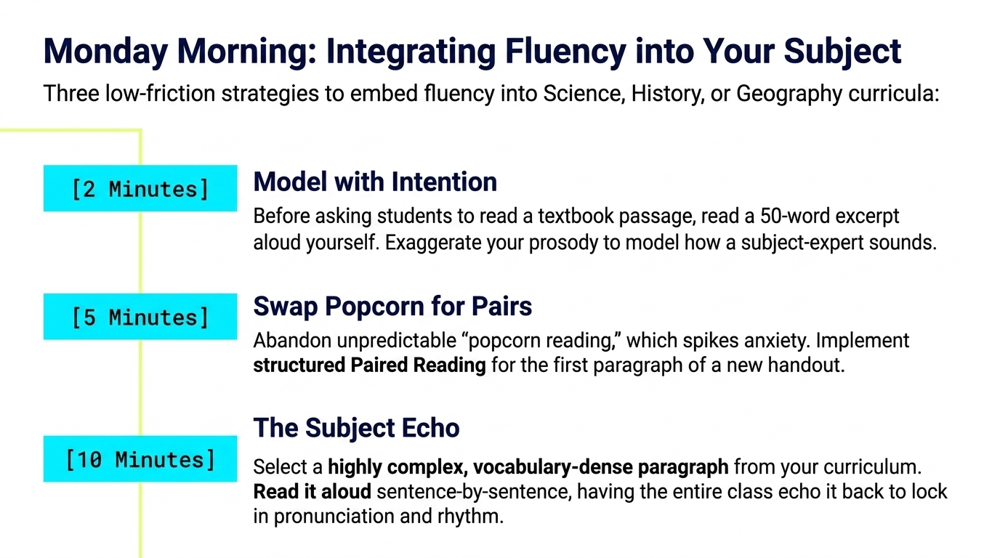 Monday Morning: Integrating Fluency into Your Subject
Three low-friction strategies to embed fluency into Science, History, or Geography curricula:
[2 Minutes]
Model with Intention
Before asking students to read a textbook passage, read a 50-word excerpt
aloud yourself. Exaggerate your prosody to model how a subject-expert sounds.
[5 Minutes]
Swap Popcorn for Pairs
Abandon unpredictable “popcorn reading,” which spikes anxiety. Implement
structured Paired Reading for the first paragraph of a new handout.
[10 Minutes]
The Subject Echo
Select a highly complex, vocabulary-dense paragraph from your curriculum.
Read it aloud sentence-by-sentence, having the entire class echo it back to lock
in pronunciation and rhythm.